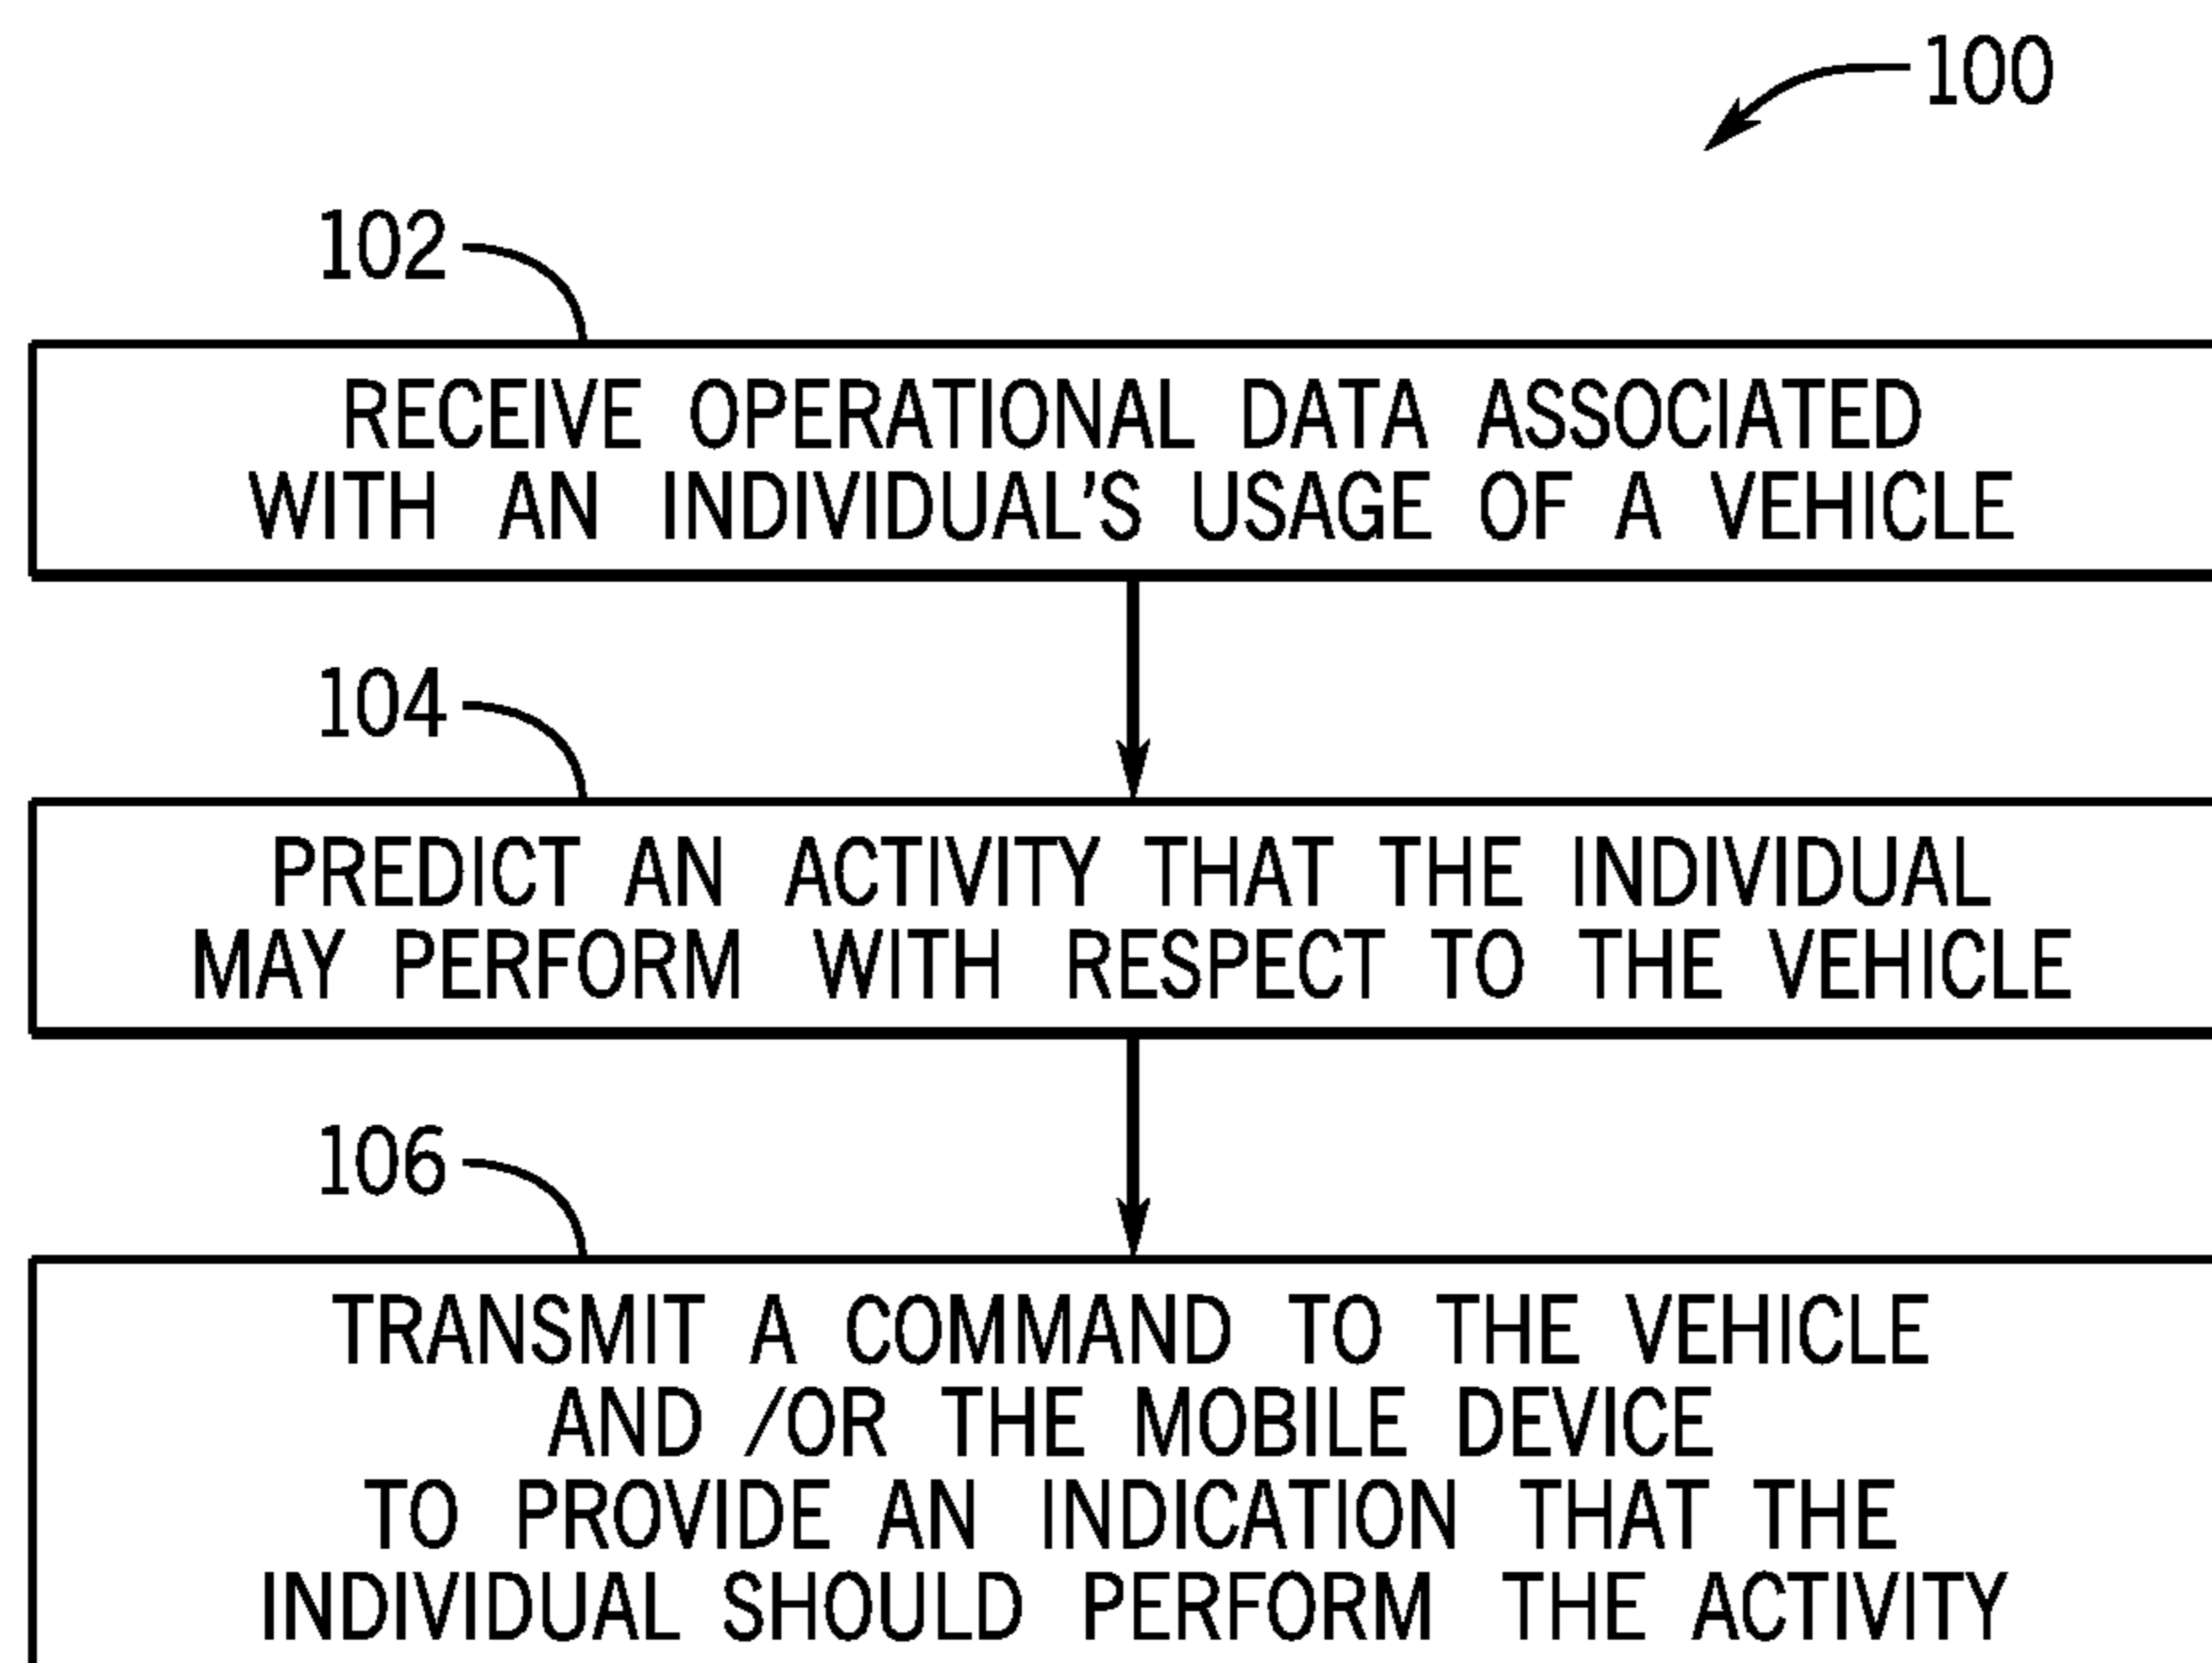 100
102
RECEIVE OPERATIONAL DATA ASSOCIATED
WITH AN INDIVIDUAL'S USAGE OF A VEHICLE
104
PREDICT AN ACTIVITY THAT THE INDIVIDUAL
MAY PERFORM WITH RESPECT TO THE VEHICLE
106
TRANSMIT A COMMAND TO THE VEHICLE
AND /OR THE MOBILE DEVICE
TO PROVIDE AN INDICATION THAT THE
INDIVIDUAL SHOULD PERFORM THE ACTIVITY